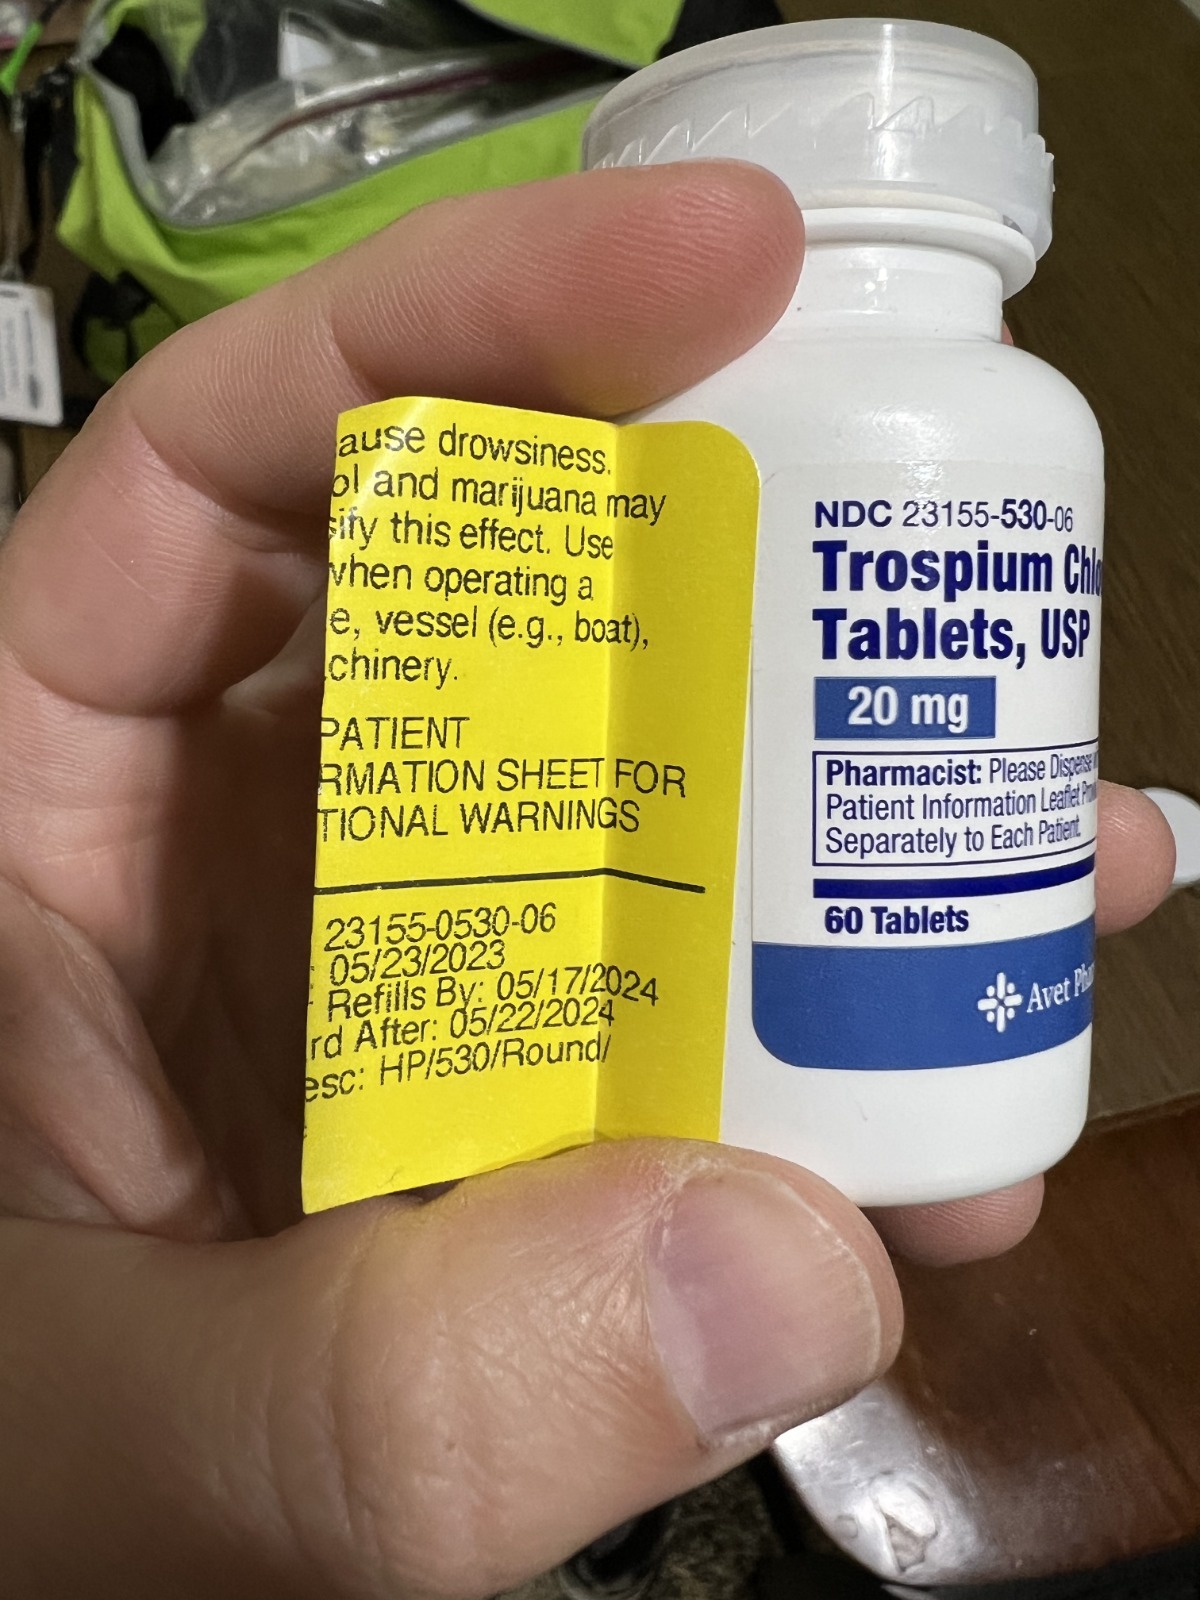 ause drowsiness.
ol and marijuana may
sify this effect. Use
when operating a
e, vessel (e.g., boat),
chinery.
PATIENT
RMATION SHEET FOR
TIONAL WARNINGS
23155-0530-06
: 05/23/2023
Refills By: 05/17/2024
rd After: 05/22/2024
esc: HP/530/Round/
NDC 23155-530-06
Trospium Chlo
Tablets, USP
20 mg
Pharmacist: Please Dispense
Patient Information Leaflet Prov
Separately to Each Patient.
60 Tablets
Avet Phar